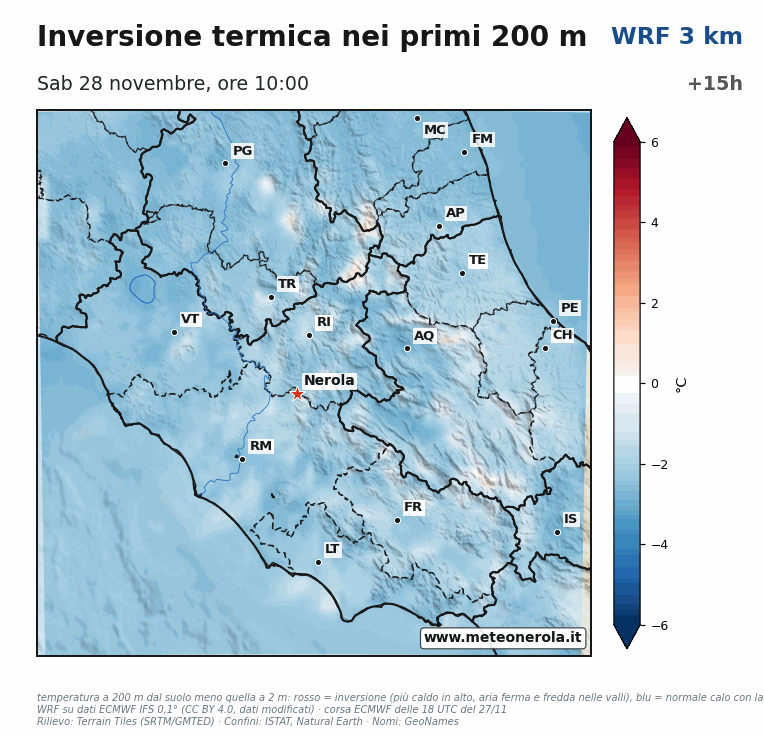 Inversione termica nei primi 200 m WRF 3 km
Sab 28 novembre, ore 10:00 +15h
MC
FM
PG
AP
TE
TR
PE
VT
RI
AQ
CH
Nerola
RM
FR
IS
LT
www.meteonerola.it
6
4
2
0
−2
−4
−6
°C
temperatura a 200 m dal suolo meno quella a 2 m: rosso = inversione (più caldo in alto, aria ferma e fredda nelle valli), blu = normale calo con la
WRF su dati ECMWF IFS 0,1° (CC BY 4.0, dati modificati) · corsa ECMWF delle 18 UTC del 27/11
Rilievo: Terrain Tiles (SRTM/GMTED) · Confini: ISTAT, Natural Earth · Nomi: GeoNames